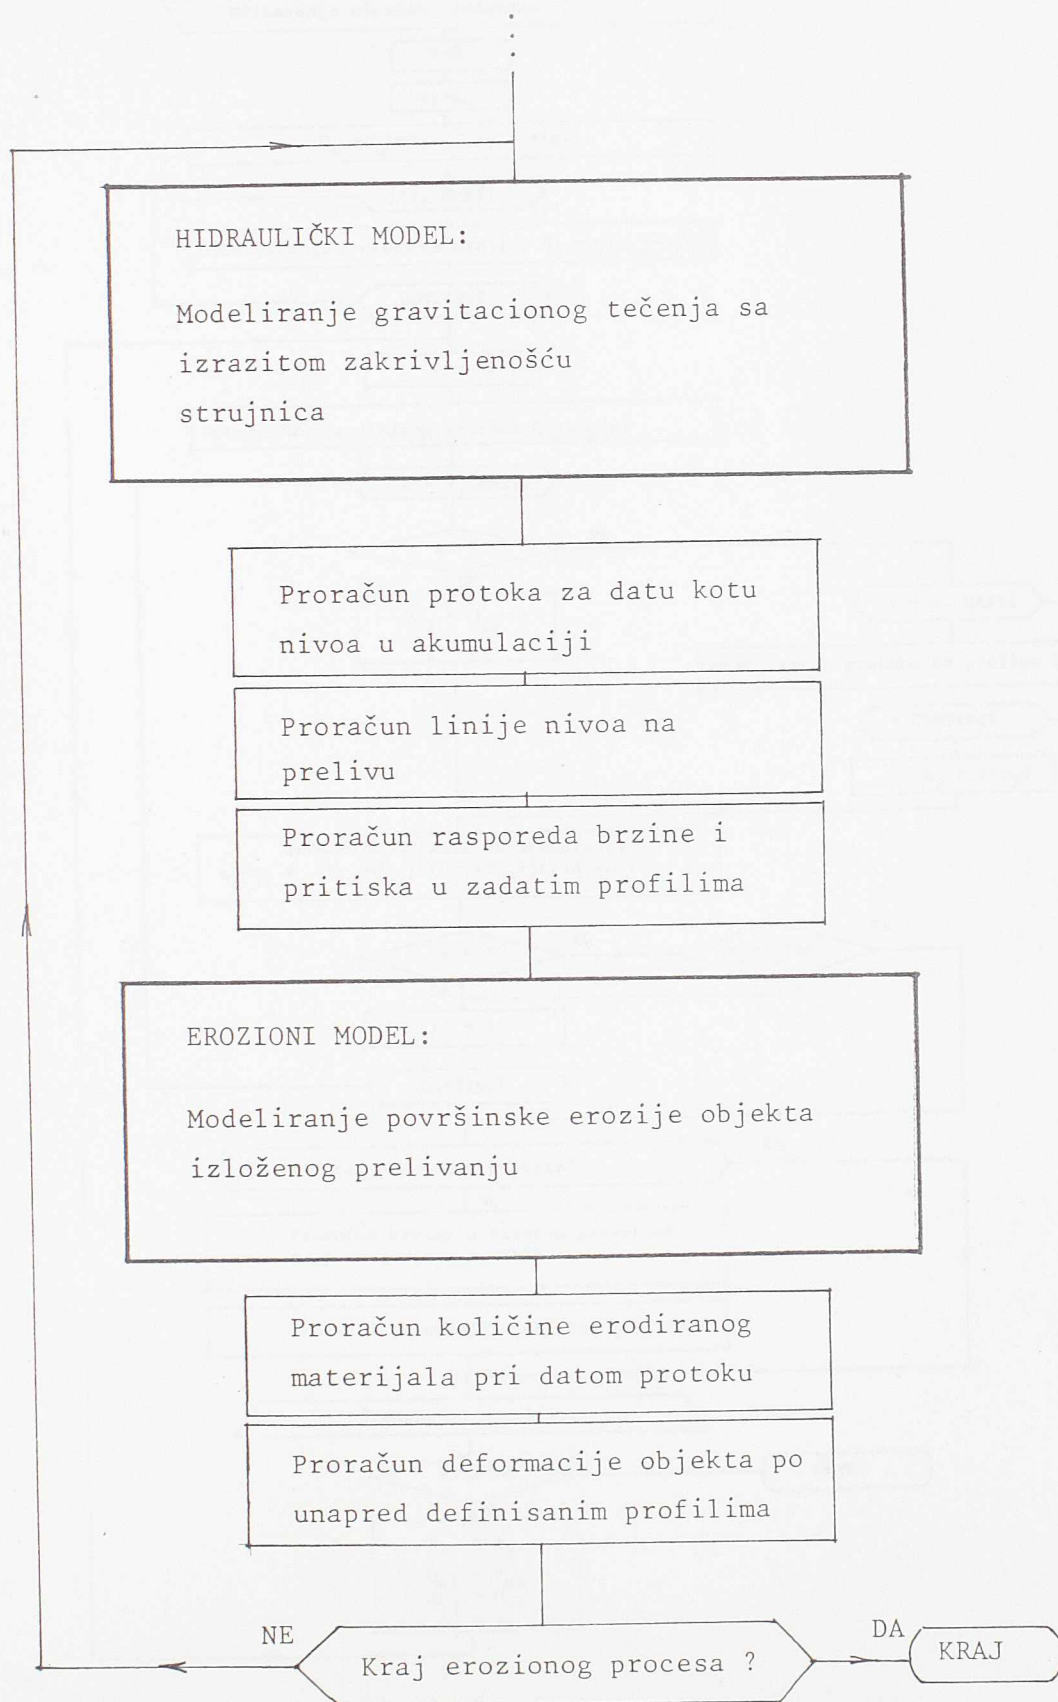 HIDRAULIČKI MODEL:
Modeliranje gravitacionog tečenja sa
izrazitom zakrivljenošću
strujnica
Proračun protoka za datu kotu
nivoa u akumulaciji
Proračun linije nivoa na
prelivu
Proračun rasporeda brzine i
pritiska u zadatim profilima
EROZIONI MODEL:
Modeliranje površinske erozije objekta
izloženog prelivanju
Proračun količine erodiranog
materijala pri datom protoku
Proračun deformacije objekta po
unapred definisanim profilima
NE
Kraj erozionog procesa ?
DA
KRAJ